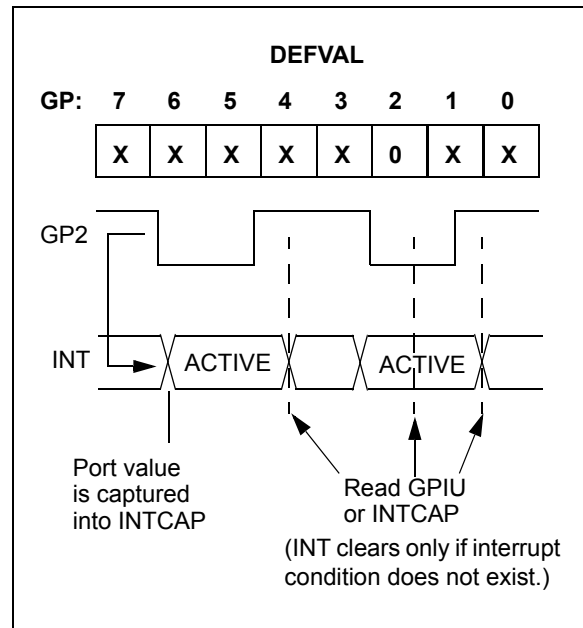 DEFVAL
GP: 7 6 5 4 3 2 1 0
X X X X X 0 X X
GP2
INT
ACTIVE
ACTIVE
Port value
is captured
into INTCAP
Read GPIU
or INTCAP
(INT clears only if interrupt
condition does not exist.)